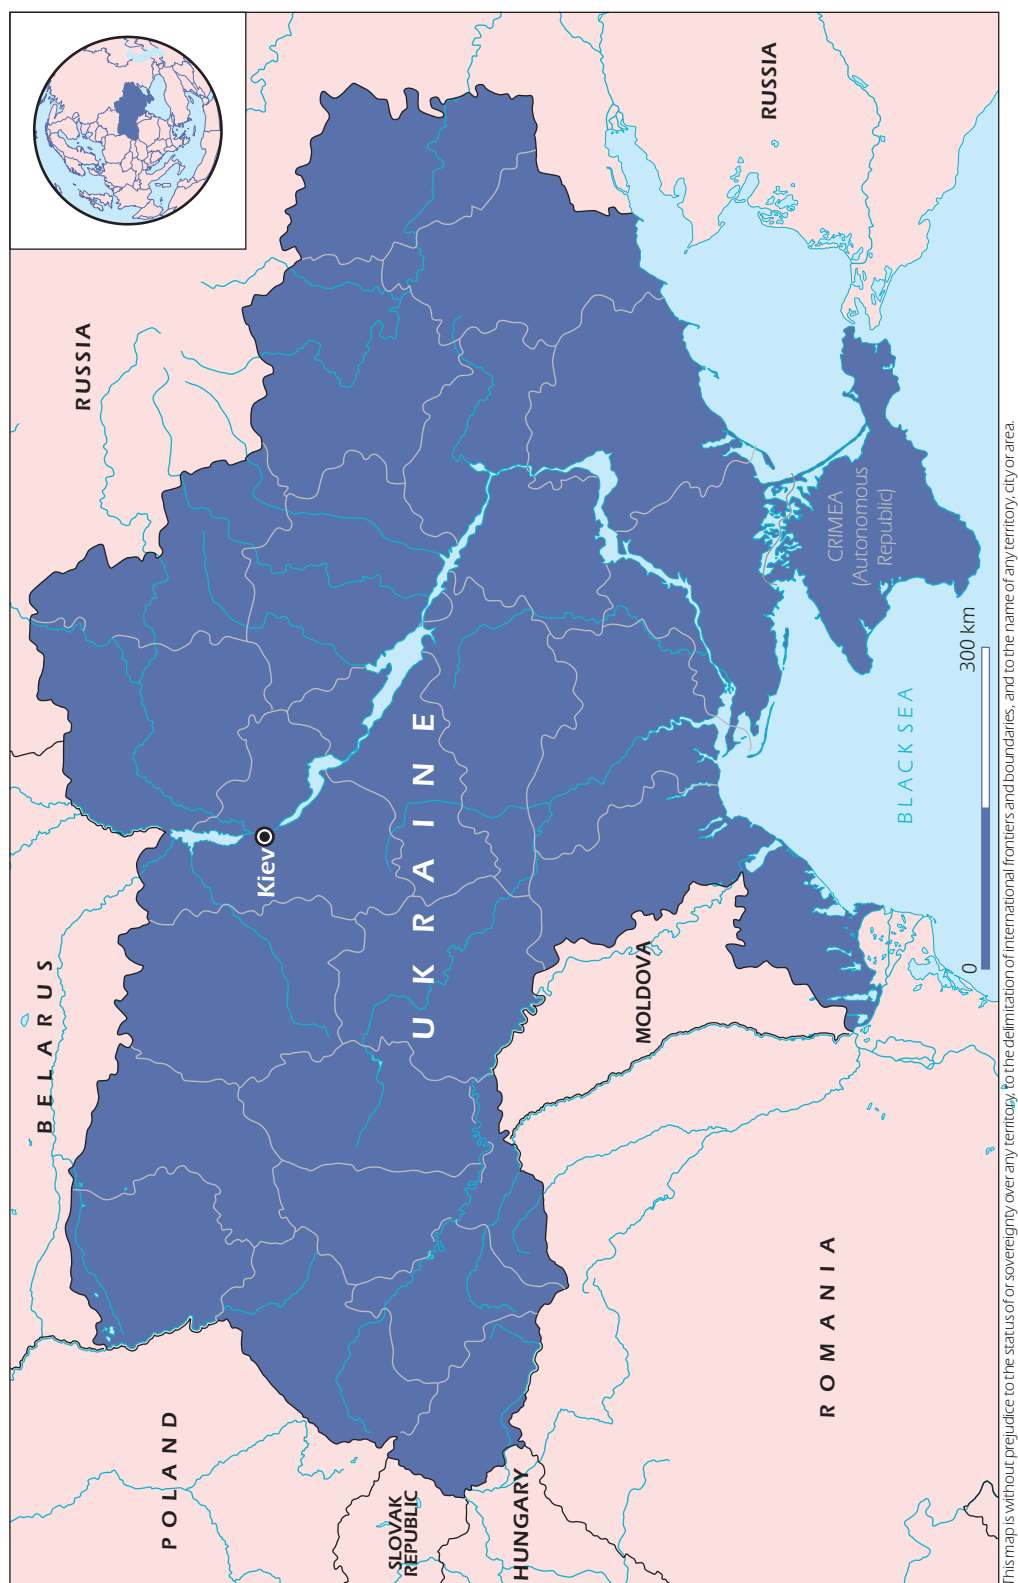 RUSSIA
RUSSIA
BELARUS
POLAND
Kiev
UKRAINE
SLOVAK
REPUBLIC
HUNGARY
MOLDOVA
ROMANIA
CRIMEA
(Autonomous
Republic)
BLACK SEA
0
300 km
This map is without prejudice to the status of or sovereignty over any territory, to the delimitation of international frontiers and boundaries, and to the name of any territory, city or area.